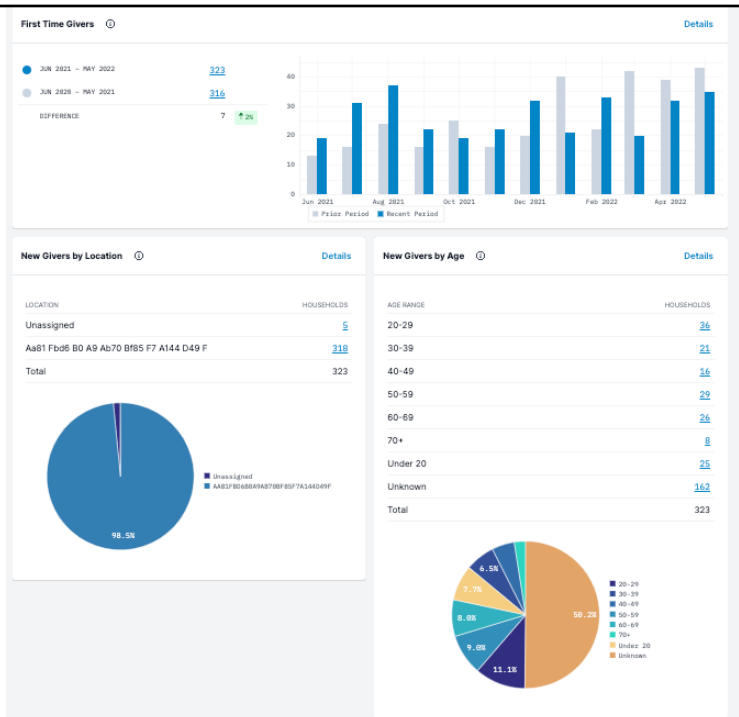 First Time Givers Details
JUN 2021 – MAY 2022 323
JUN 2020 – MAY 2021 316
DIFFERENCE 7 ↑2%
40
30
20
10
0
Jun 2021 Aug 2021 Oct 2021 Dec 2021 Feb 2022 Apr 2022
Prior Period Recent Period
New Givers by Location Details
LOCATION HOUSEHOLDS
Unassigned 5
Aa81 Fbd6 B0 A9 Ab70 Bf85 F7 A144 D49 F 318
Total 323
Unassigned
98.5%
New Givers by Age Details
AGE RANGE HOUSEHOLDS
20-29 36
30-39 21
40-49 16
50-59 29
60-69 26
70+ 8
Under 20 25
Unknown 162
Total 323
6.5%
7.7%
8.0%
9.0%
11.1%
50.2%
20-29
30-39
40-49
50-59
60-69
70+
Under 20
Unknown